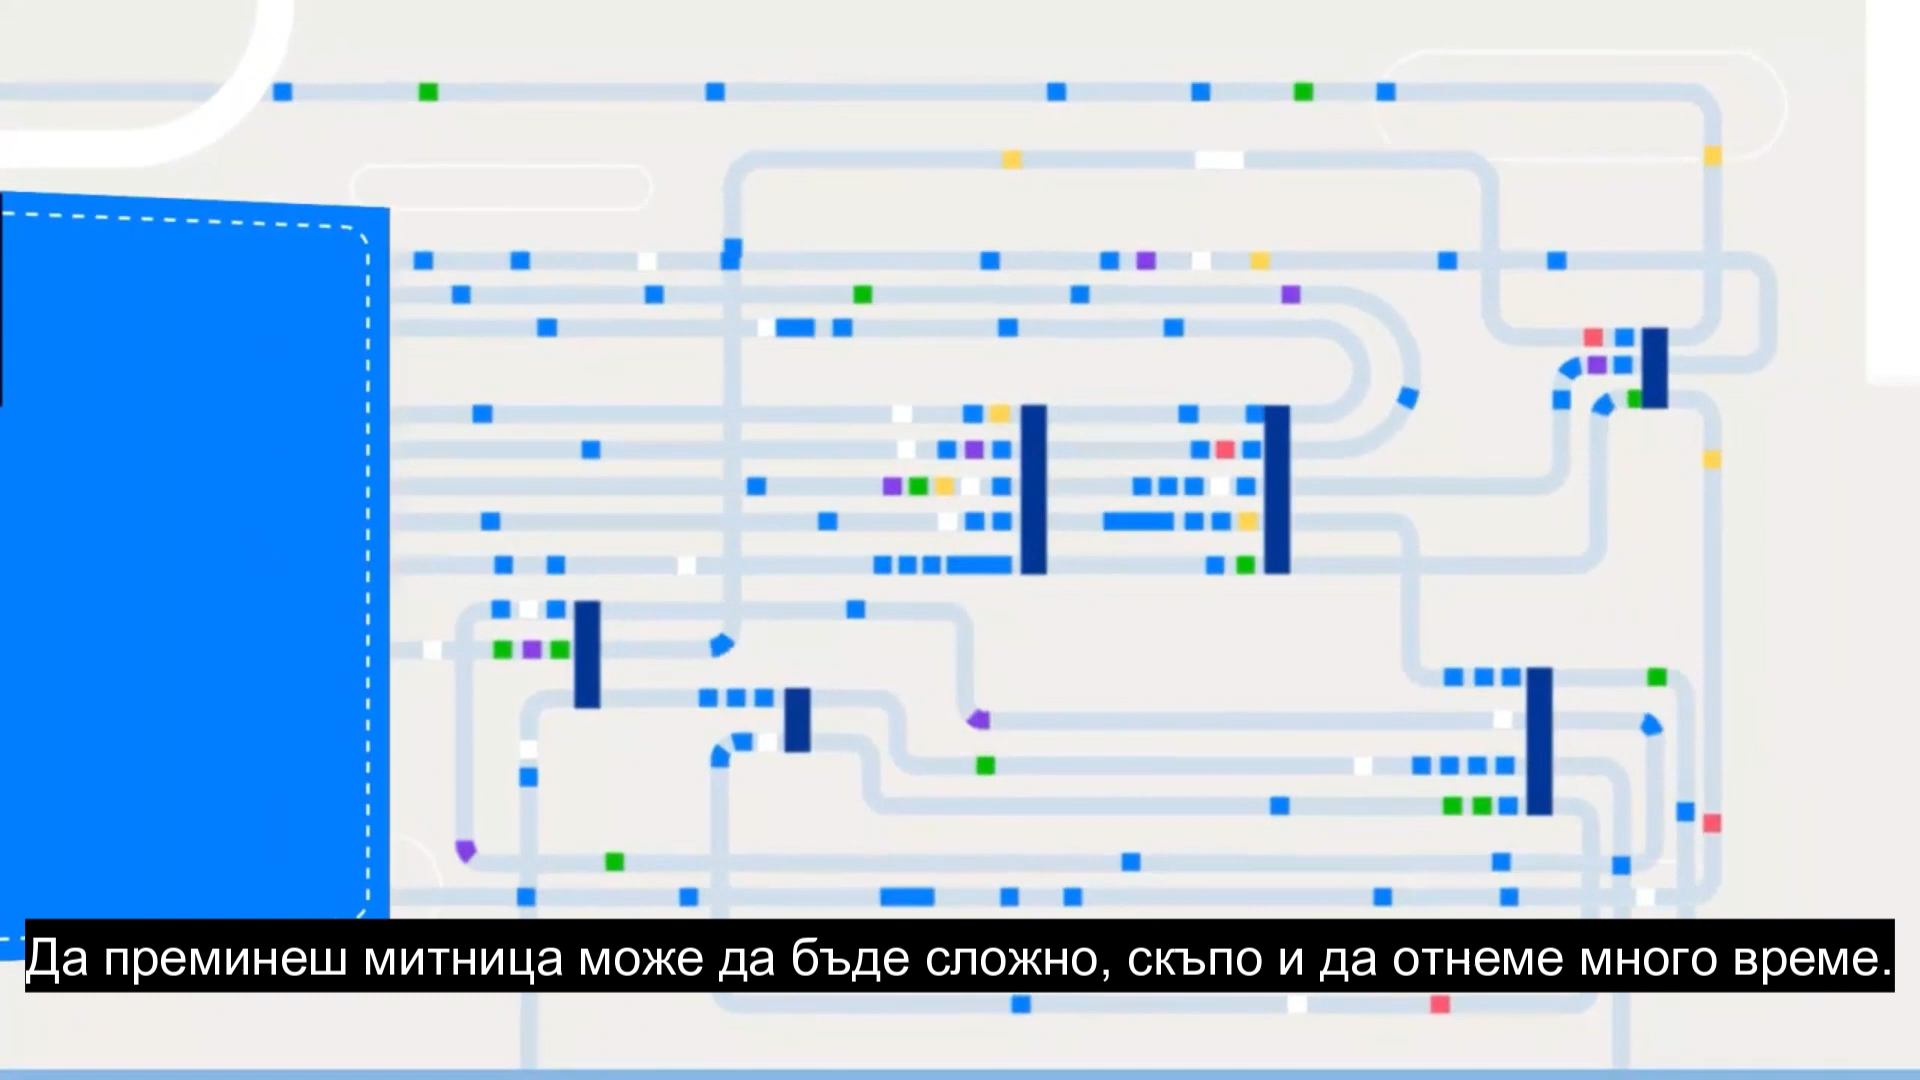 Да преминеш митница може да бъде сложно, скъпо и да отнеме много време.